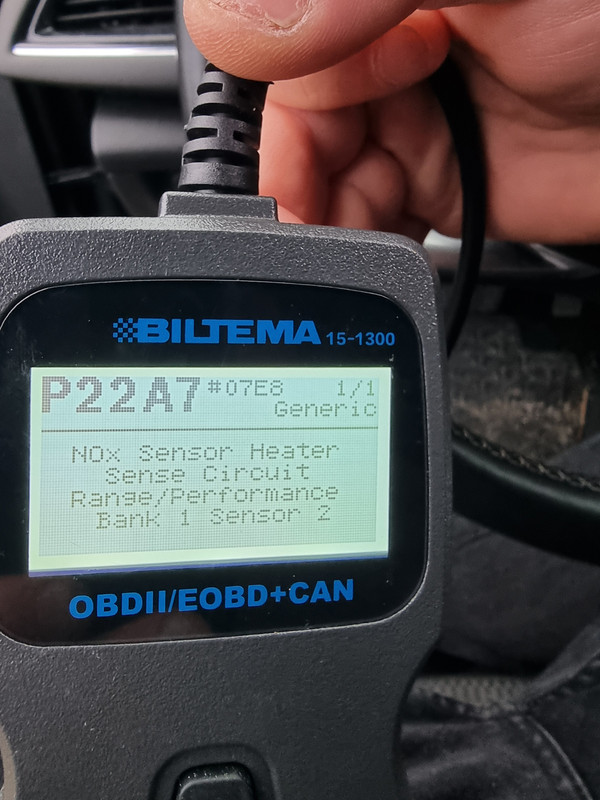 BILTEMA 15-1300
P22A7 #07E8 1/1
Generic
NOx Sensor Heater
Sense Circuit
Range/Performance
Bank 1 Sensor 2
OBDII/EOBD+CAN